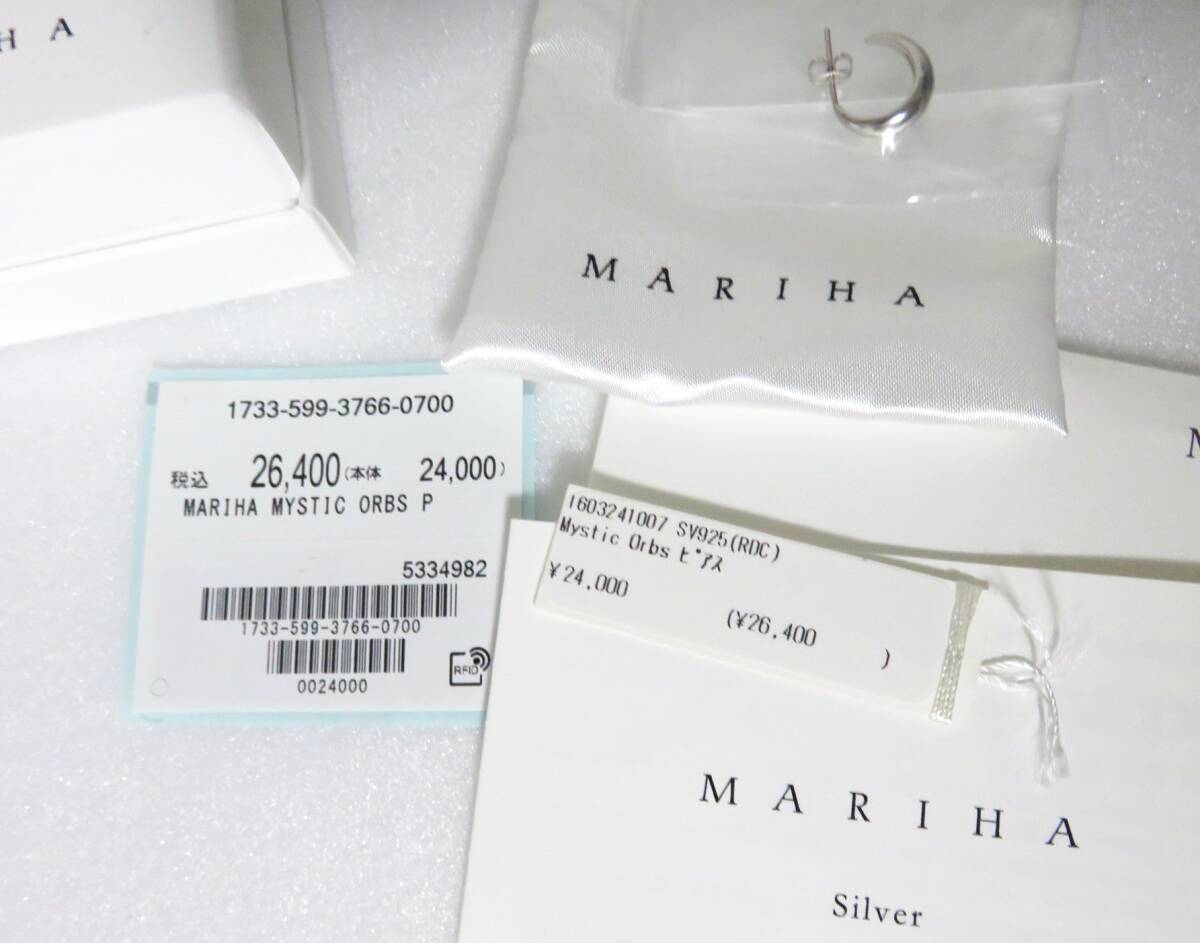 H A
M A R I H A
1733-599-3766-0700
税込 26,400(本体 24,000)
MARIHA MYSTIC ORBS P
5334982
1733-599-3766-0700
RFID
0024000
M
1603241007 SV925(RDC)
Mystic Orbs ピアス
¥24,000
(¥26,400 )
M A R I H A
Silver